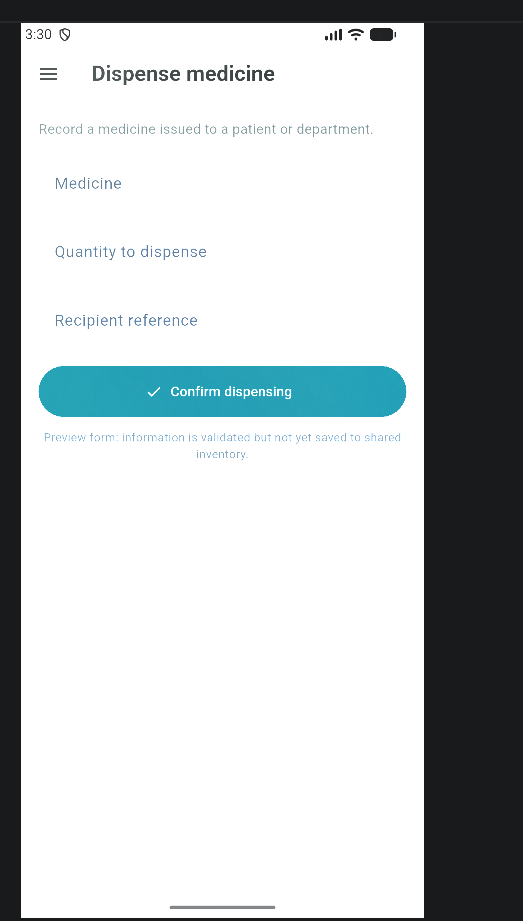 3:30
Dispense medicine
Record a medicine issued to a patient or department.
Medicine
Quantity to dispense
Recipient reference
Confirm dispensing
Preview form: information is validated but not yet saved to shared
inventory.